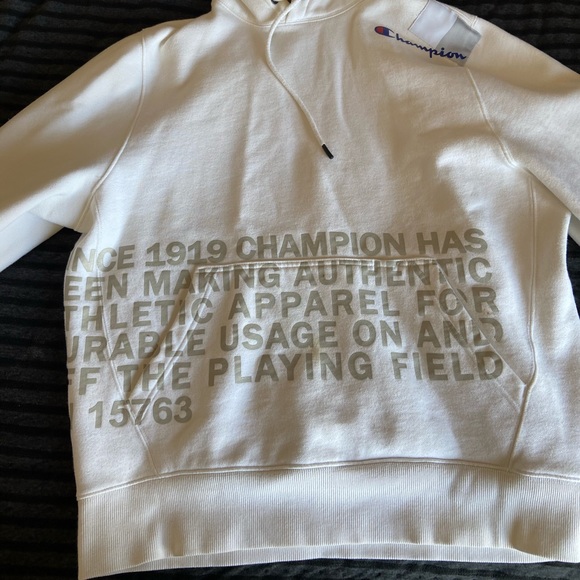 Champion
NCE 1919 CHAMPION HAS
EEN MAKING AUTHENTIC
THLETIC APPAREL FOR
URABLE USAGE ON AND
FF THE PLAYING FIELD
15763